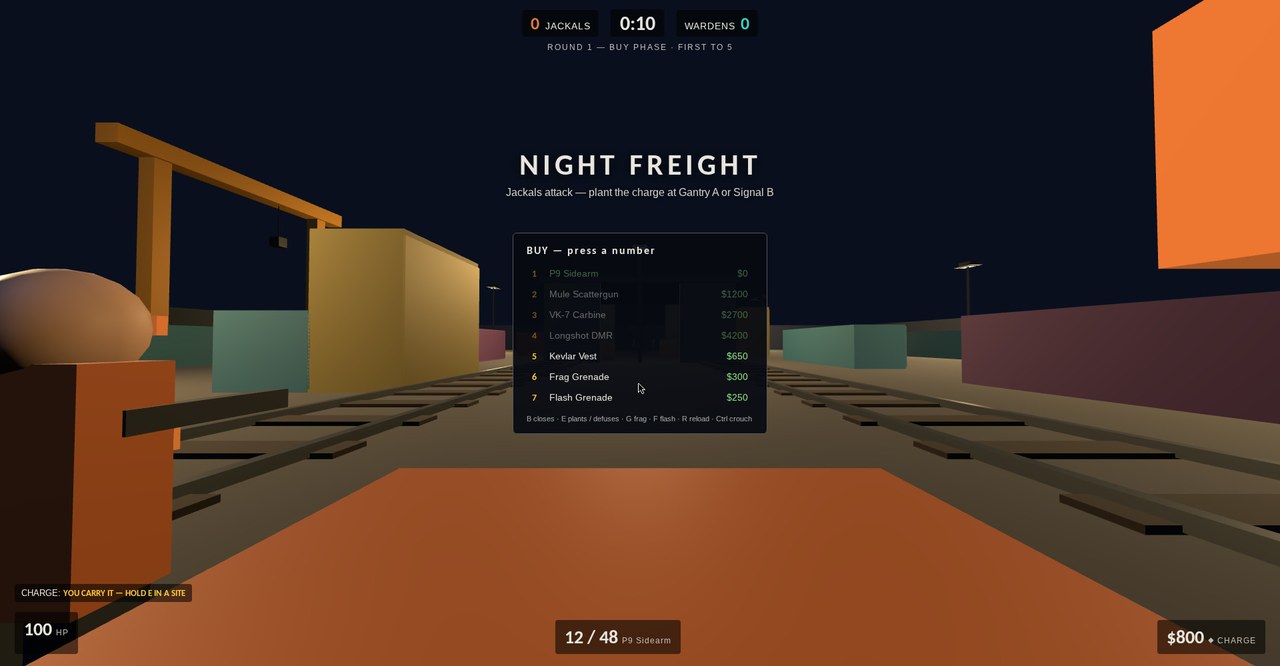 0 JACKALS 0:10 WARDENS 0
ROUND 1 — BUY PHASE · FIRST TO 5
NIGHT FREIGHT
Jackals attack — plant the charge at Gantry A or Signal B
BUY — press a number
1 P9 Sidearm $0
2 Mule Scattergun $1200
3 VK-7 Carbine $2700
4 Longshot DMR $4200
5 Kevlar Vest $650
6 Frag Grenade $300
7 Flash Grenade $250
B closes · E plants / defuses · G frag · F flash · R reload · Ctrl crouch
CHARGE: YOU CARRY IT — HOLD E IN A SITE
100 HP
12 / 48 P9 Sidearm
$800 ⌖ CHARGE